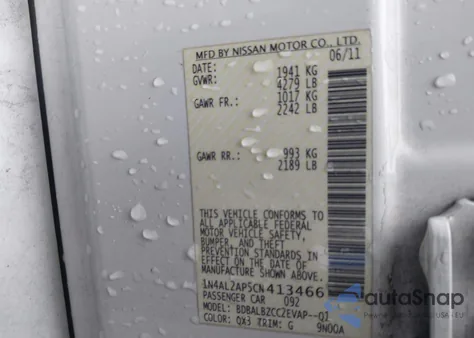 MFD BY NISSAN MOTOR CO., LTD.
DATE: 06/11
GVWR: 1941 KG
4279 LB
GAWR FR.: 1017 KG
2242 LB
GAWR RR.: 993 KG
2189 LB
THIS VEHICLE CONFORMS TO
ALL APPLICABLE FEDERAL
MOTOR VEHICLE SAFETY,
BUMPER, AND THEFT
PREVENTION STANDARDS IN
EFFECT ON THE DATE OF
MANUFACTURE SHOWN ABOVE.
1N4AL2AP5CN413466
PASSENGER CAR 092
MODEL: BDBALBZCC2EVAP--Q1
COLOR: QX3 TRIM: G 9N00A
autoSnap